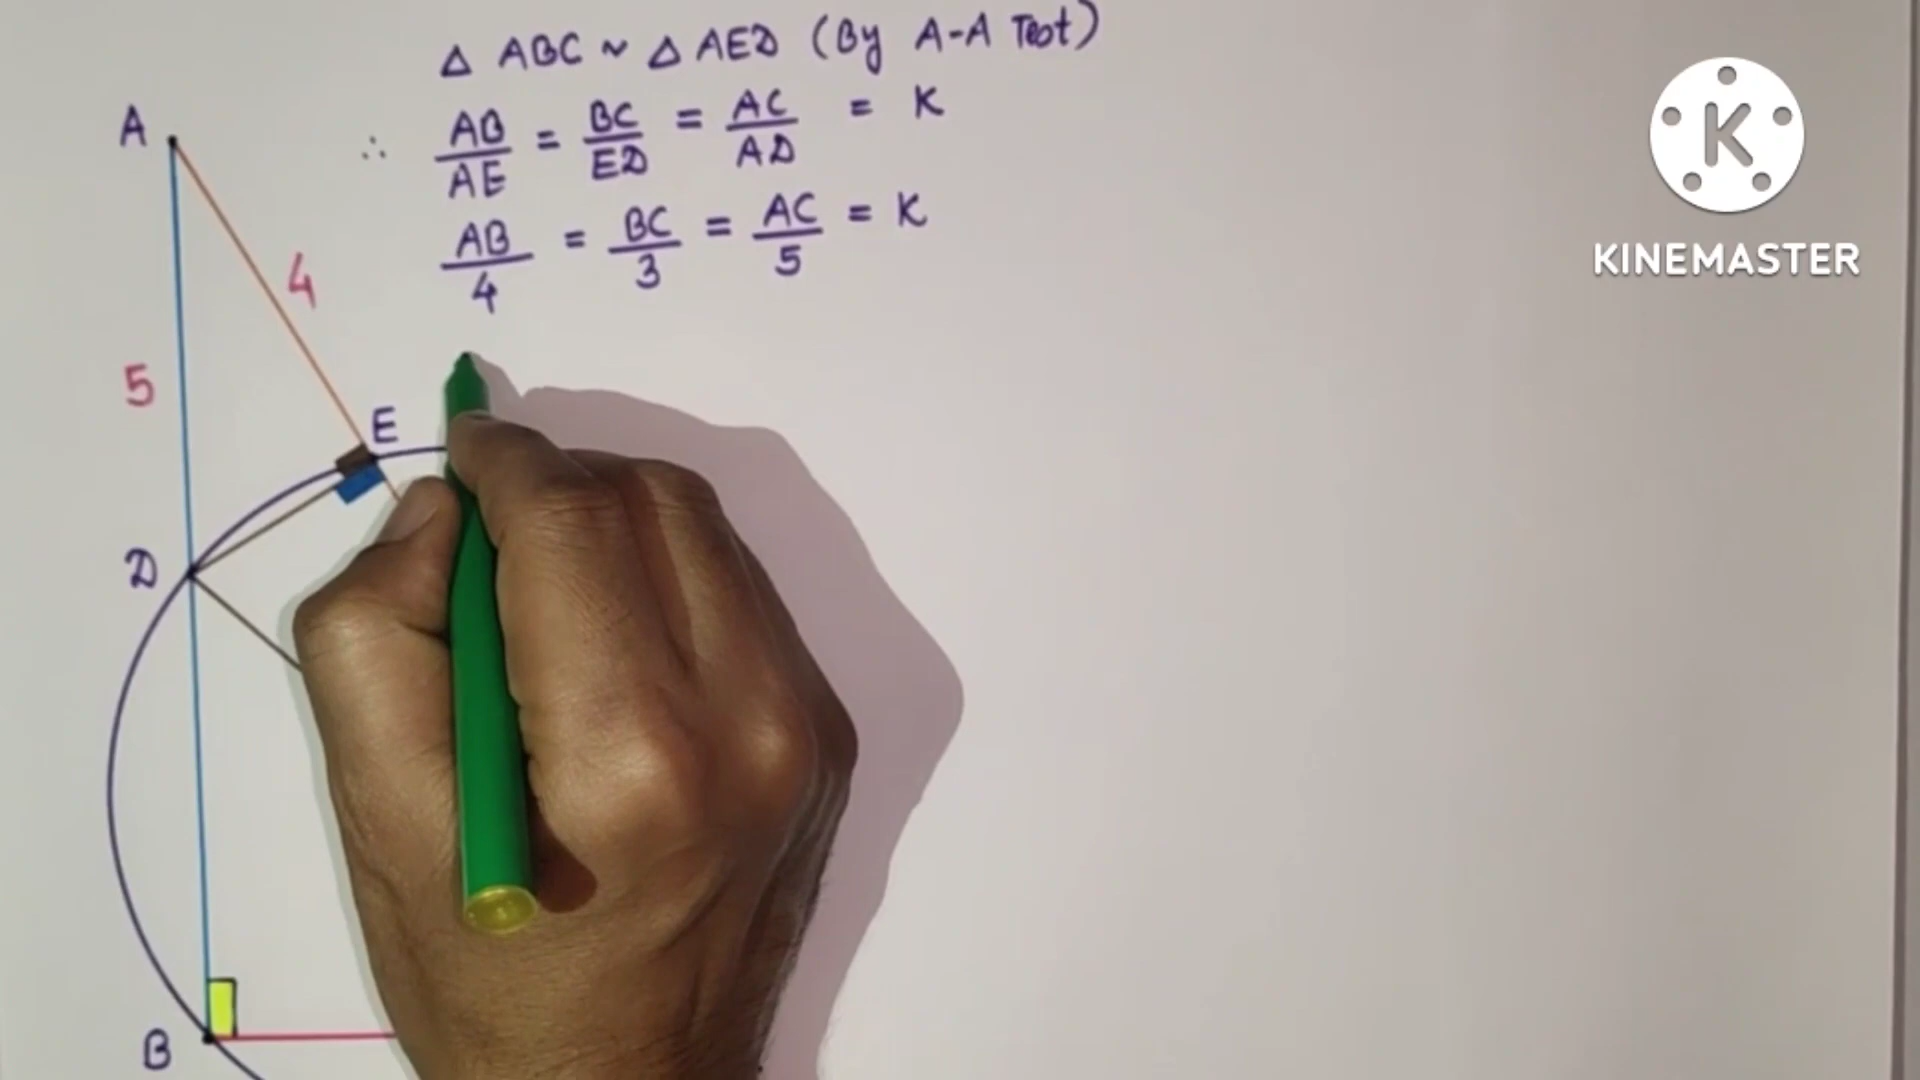 △ ABC ~ △ AED (By A-A Test)
∴ AB/AE = BC/ED = AC/AD = K
AB/4 = BC/3 = AC/5 = K
A
4
5
E
D
B
K
KINEMASTER